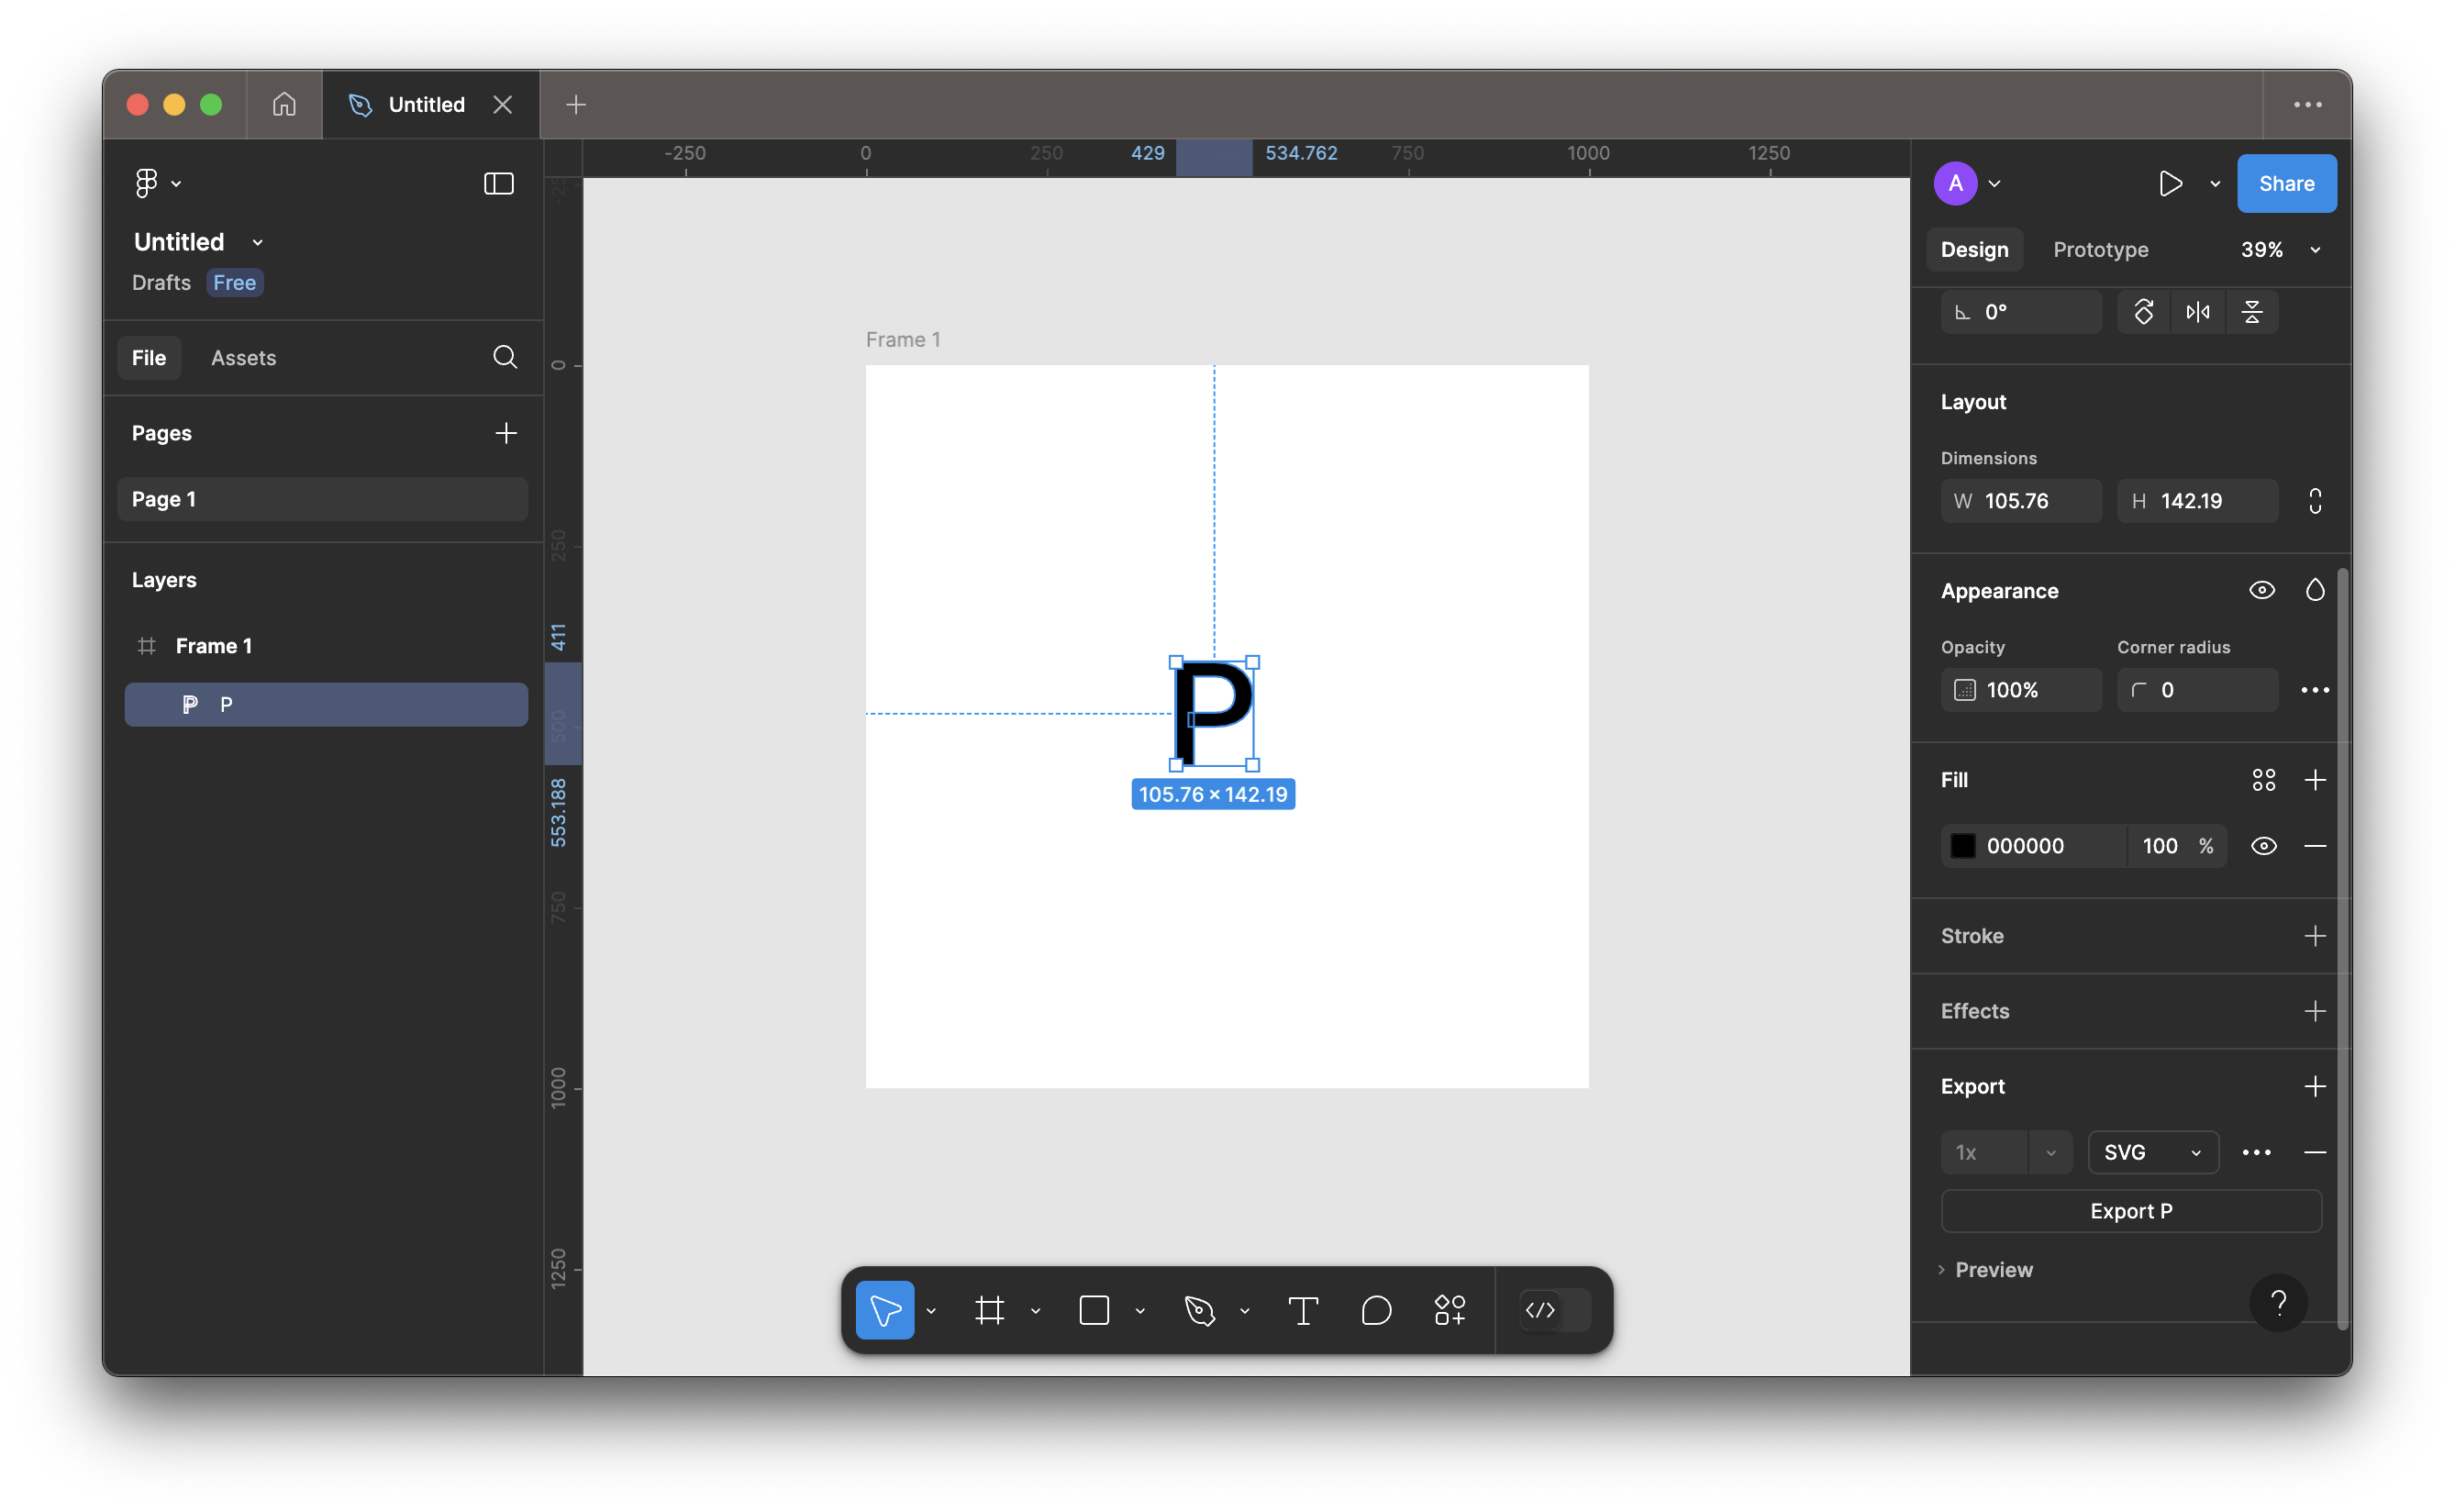 Untitled
-250 0 250 429 534.762 750 1000 1250
A Share
Untitled
Drafts Free
Design Prototype 39%
0°
File Assets
Frame 1
Layout
Pages
Dimensions
Page 1
W 105.76 H 142.19
Layers
Appearance
Frame 1
Opacity Corner radius
P
100% 0
P
105.76 × 142.19
Fill
000000 100 %
Stroke
Effects
Export
1x SVG
Export P
Preview
?
-25
0
250
411
500
553.188
750
1000
1250